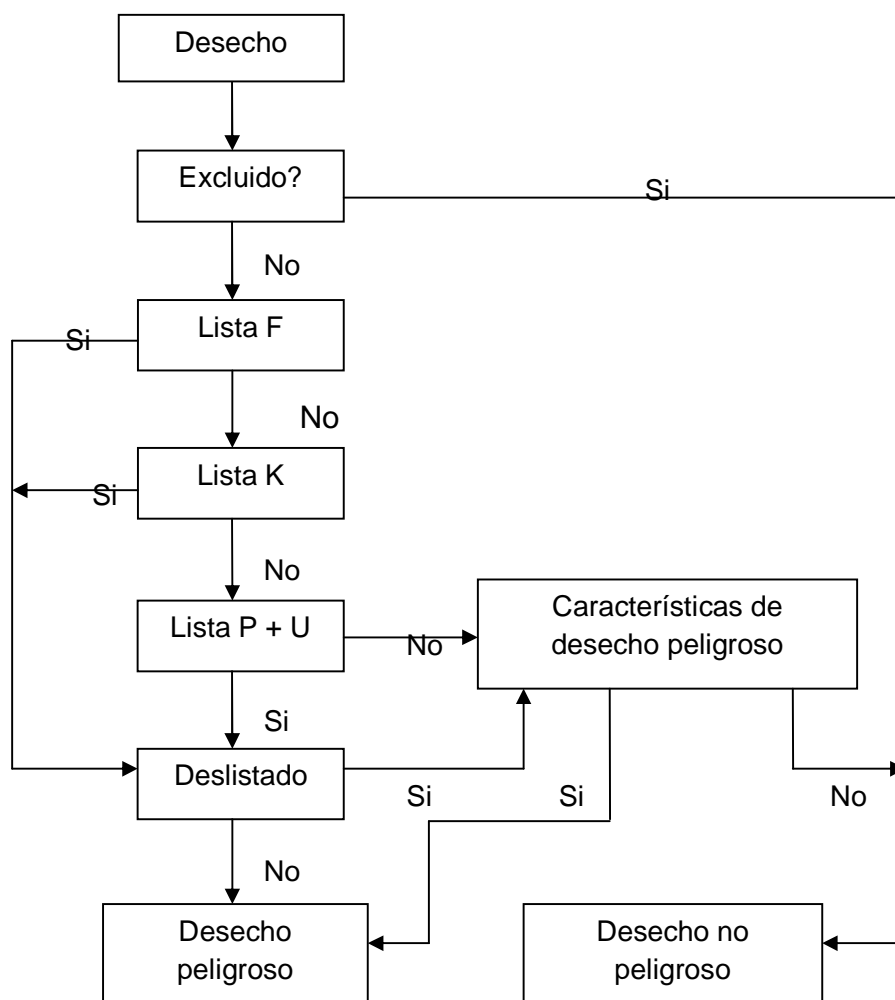 Desecho
Excluido?
Si
No
Lista F
Si
No
Lista K
Si
No
Lista P + U
No
Características de
desecho peligroso
Si
Deslistado
Si
Si
No
No
Desecho
peligroso
Desecho no
peligroso